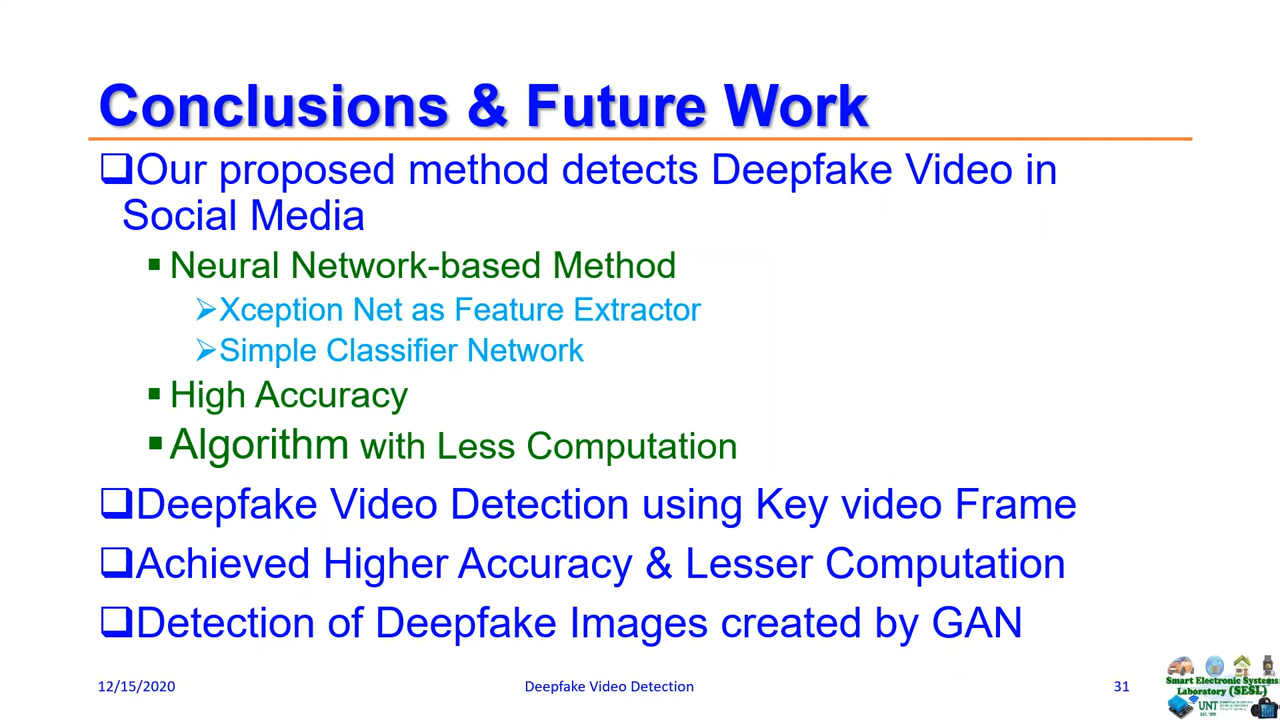 Conclusions & Future Work
❑Our proposed method detects Deepfake Video in
Social Media
▪Neural Network-based Method
➢Xception Net as Feature Extractor
➢Simple Classifier Network
▪High Accuracy
▪Algorithm with Less Computation
❑Deepfake Video Detection using Key video Frame
❑Achieved Higher Accuracy & Lesser Computation
❑Detection of Deepfake Images created by GAN
12/15/2020
Deepfake Video Detection
31
Smart Electronic Systems
Laboratory (SESL)
UNT